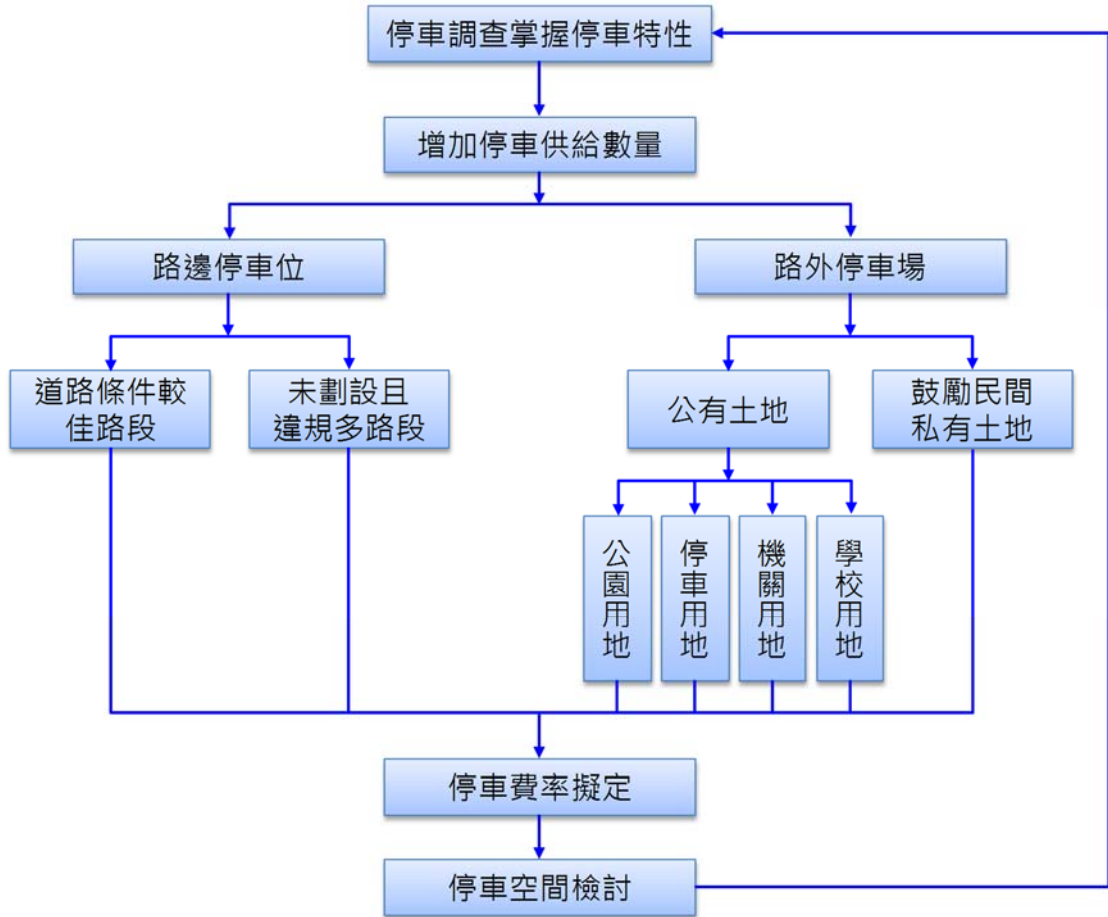 停車調查掌握停車特性
增加停車供給數量
路邊停車位
路外停車場
道路條件較
佳路段
未劃設且
違規多路段
公有土地
鼓勵民間
私有土地
公園用地
停車用地
機關用地
學校用地
停車費率擬定
停車空間檢討